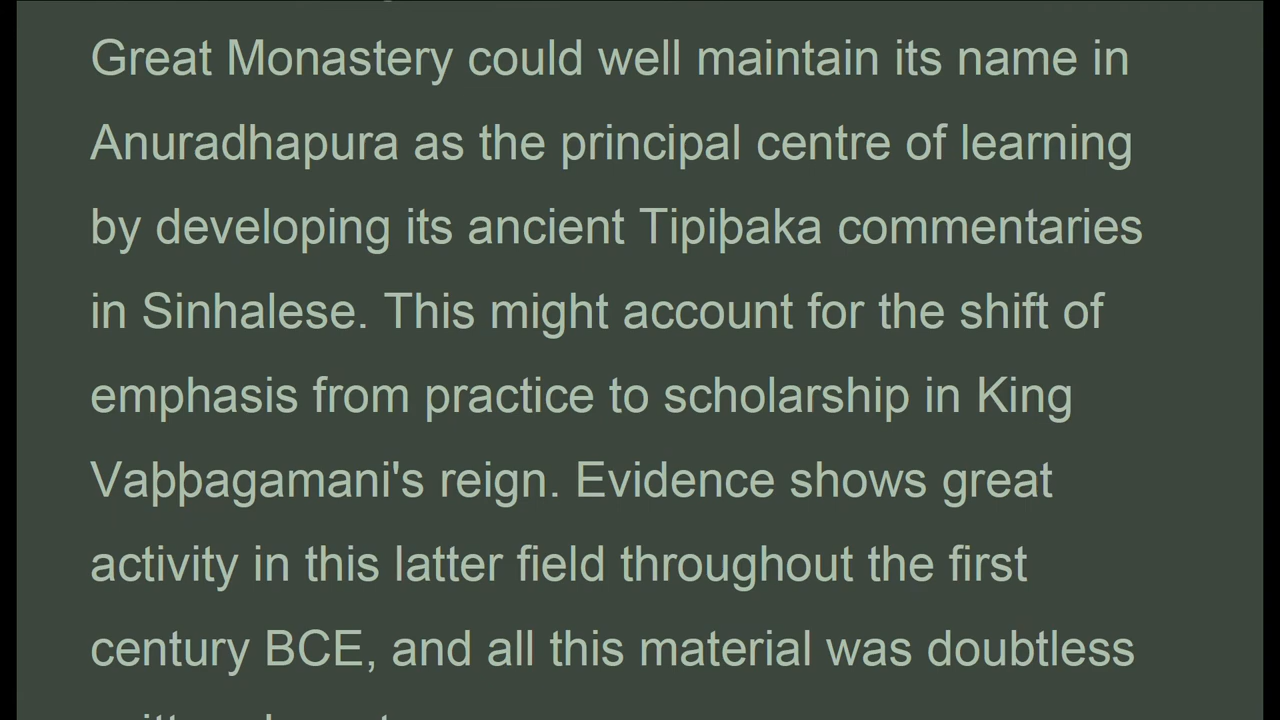 Great Monastery could well maintain its name in
Anuradhapura as the principal centre of learning
by developing its ancient Tipiþaka commentaries
in Sinhalese. This might account for the shift of
emphasis from practice to scholarship in King
Vaþþagamani's reign. Evidence shows great
activity in this latter field throughout the first
century BCE, and all this material was doubtless